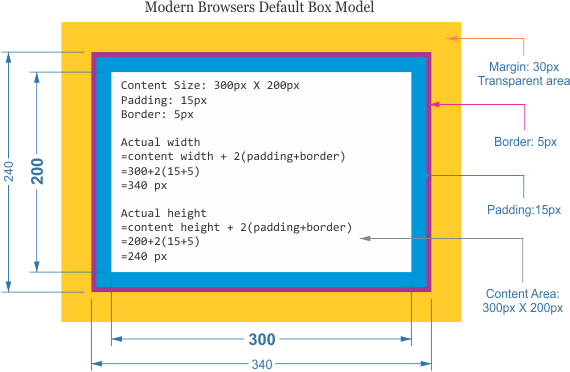 Modern Browsers Default Box Model
Content Size: 300px X 200px
Padding: 15px
Border: 5px
Actual width
=content width + 2(padding+border)
=300+2(15+5)
=340 px
Actual height
=content height + 2(padding+border)
=200+2(15+5)
=240 px
Margin: 30px
Transparent area
Border: 5px
Padding:15px
Content Area:
300px X 200px
240
200
300
340